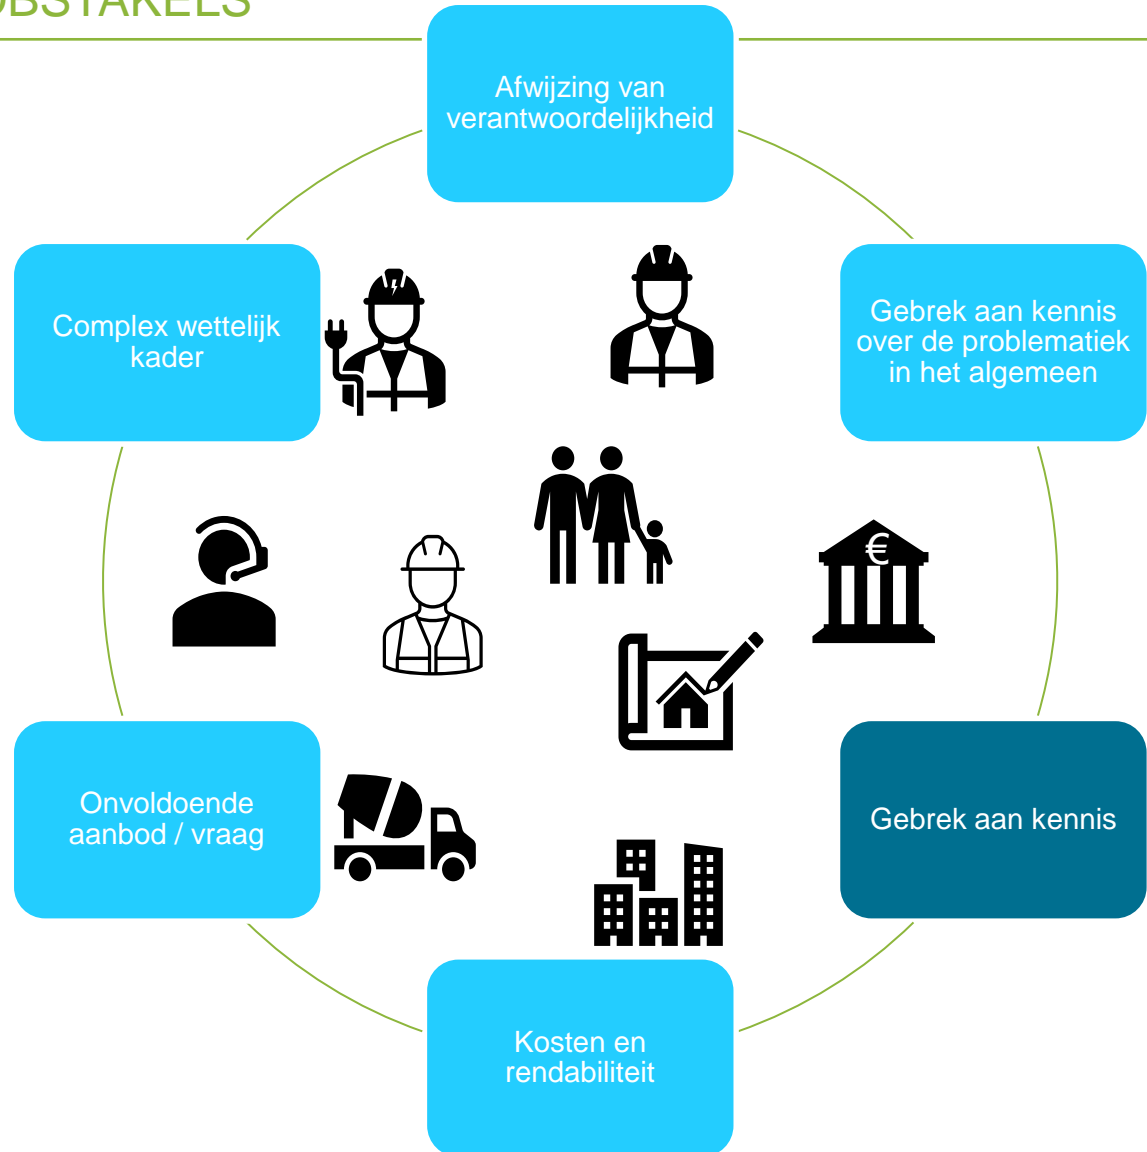 OBSTAKELS
Afwijzing van
verantwoordelijkheid
Gebrek aan kennis
over de problematiek
in het algemeen
Complex wettelijk
kader
€
Onvoldoende
aanbod / vraag
Gebrek aan kennis
Kosten en
rendabiliteit